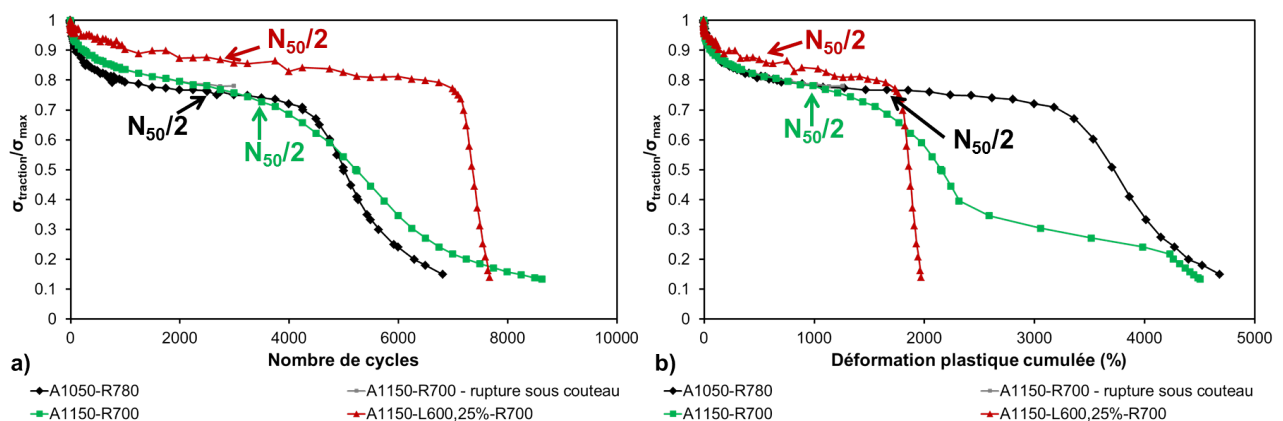 1
0.9
0.8
0.7
0.6
0.5
0.4
0.3
0.2
0.1
0
σtraction/σmax
N50/2
N50/2
N50/2
0 2000 4000 6000 8000 10000
Nombre de cycles
a)
A1050-R780
A1150-R700 - rupture sous couteau
A1150-R700
A1150-L600,25%-R700
1
0.9
0.8
0.7
0.6
0.5
0.4
0.3
0.2
0.1
0
σtraction/σmax
N50/2
N50/2
N50/2
0 1000 2000 3000 4000 5000
Déformation plastique cumulée (%)
b)
A1050-R780
A1150-R700 - rupture sous couteau
A1150-R700
A1150-L600,25%-R700